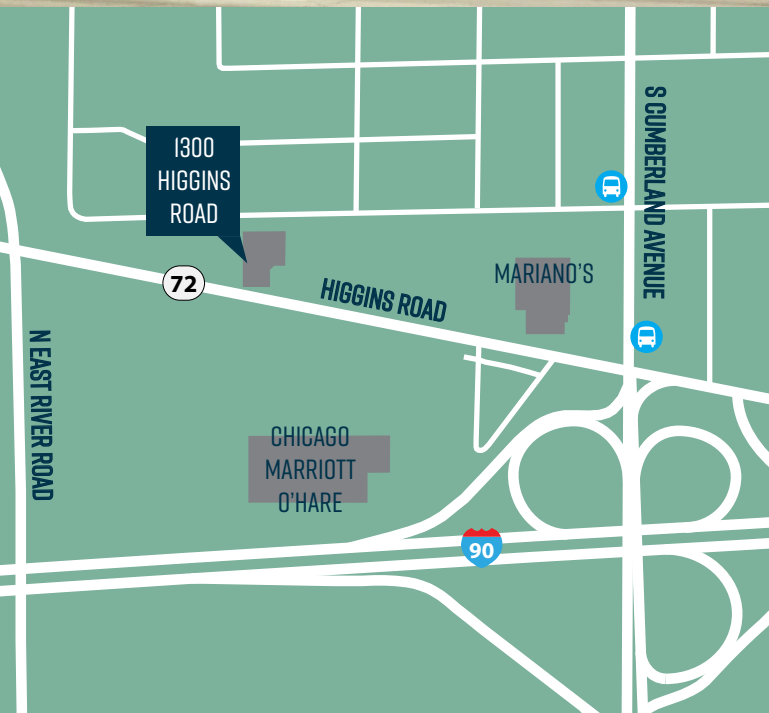 1300
HIGGINS
ROAD
S CUMBERLAND AVENUE
MARIANO'S
72
HIGGINS ROAD
N EAST RIVER ROAD
CHICAGO
MARRIOTT
O'HARE
90